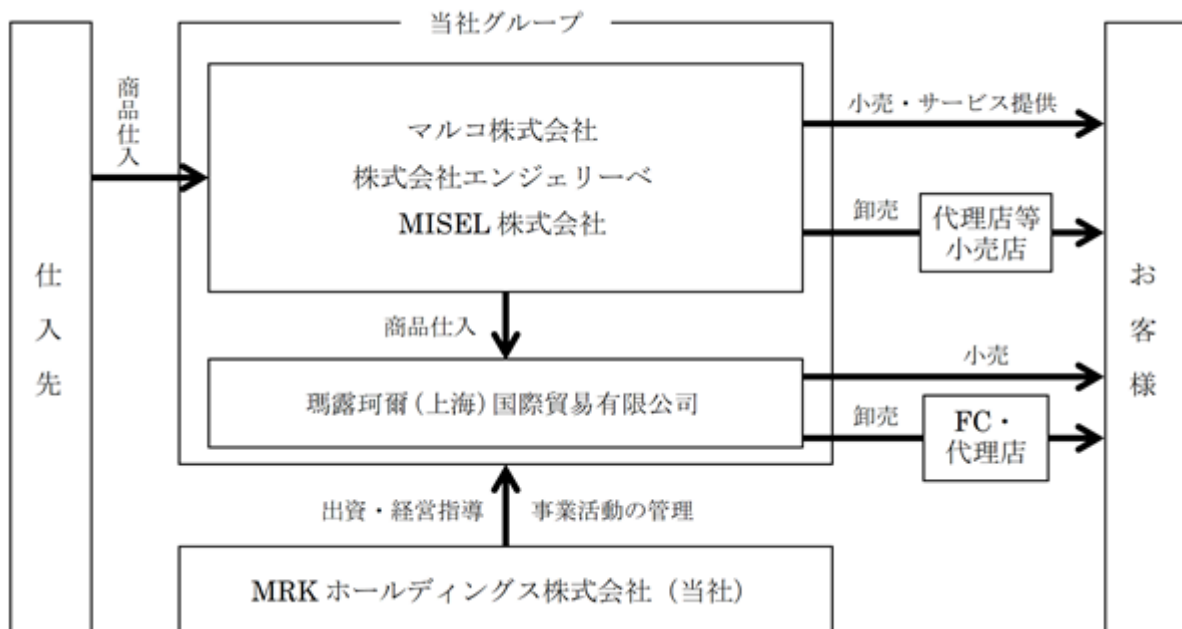 当社グループ
商品仕入
マルコ株式会社
株式会社エンジェリーベ
MISEL 株式会社
小売・サービス提供
卸売
代理店等
小売店
仕入先
お客様
商品仕入
瑪露珂爾(上海)国際貿易有限公司
小売
卸売
FC・
代理店
出資・経営指導
事業活動の管理
MRK ホールディングス株式会社（当社）